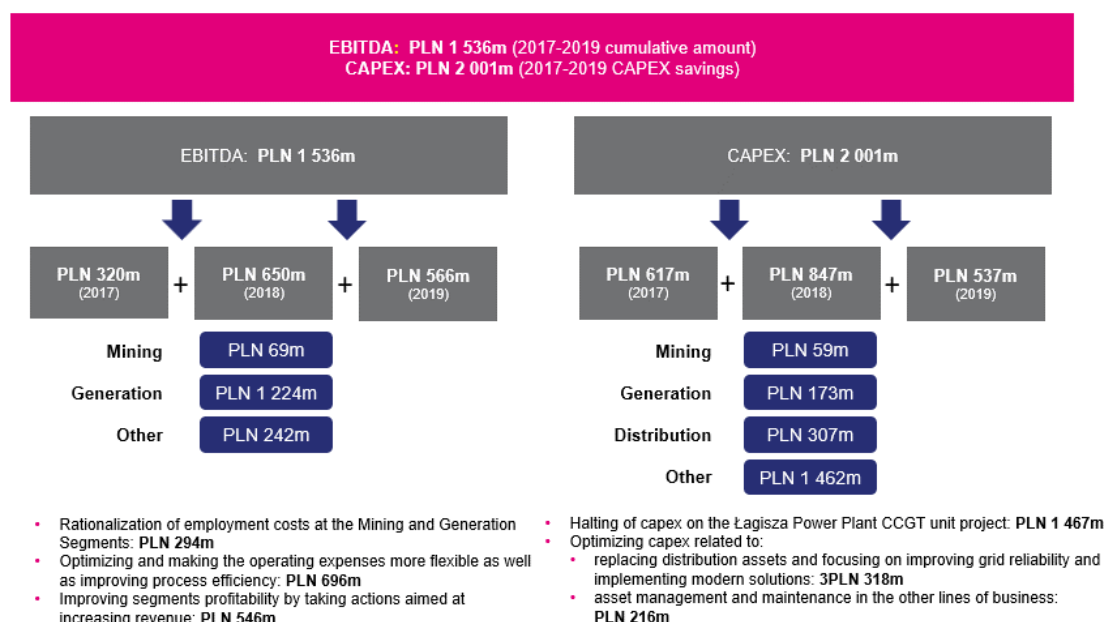 EBITDA: PLN 1 536m (2017-2019 cumulative amount)
CAPEX: PLN 2 001m (2017-2019 CAPEX savings)
EBITDA: PLN 1 536m
PLN 320m
(2017)
+
PLN 650m
(2018)
+
PLN 566m
(2019)
Mining PLN 69m
Generation PLN 1 224m
Other PLN 242m
• Rationalization of employment costs at the Mining and Generation
Segments: PLN 294m
• Optimizing and making the operating expenses more flexible as well
as improving process efficiency: PLN 696m
• Improving segments profitability by taking actions aimed at
increasing revenue: PLN 546m
CAPEX: PLN 2 001m
PLN 617m
(2017)
+
PLN 847m
(2018)
+
PLN 537m
(2019)
Mining PLN 59m
Generation PLN 173m
Distribution PLN 307m
Other PLN 1 462m
• Halting of capex on the Łagisza Power Plant CCGT unit project: PLN 1 467m
• Optimizing capex related to:
• replacing distribution assets and focusing on improving grid reliability and
implementing modern solutions: 3PLN 318m
• asset management and maintenance in the other lines of business:
PLN 216m